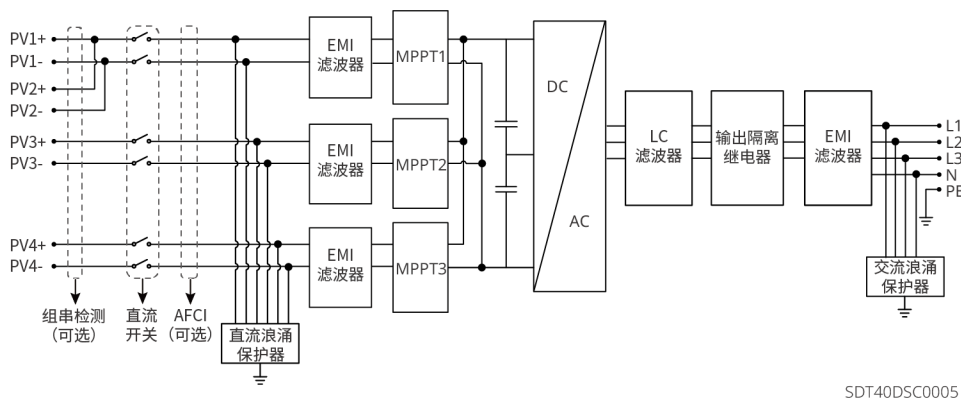 PV1+
PV1-
PV2+
PV2-
PV3+
PV3-
PV4+
PV4-
组串检测
(可选)
直流
开关
AFCI
(可选)
直流浪涌
保护器
EMI
滤波器
MPPT1
EMI
滤波器
MPPT2
EMI
滤波器
MPPT3
DC
AC
LC
滤波器
输出隔离
继电器
EMI
滤波器
L1
L2
L3
N
PE
交流浪涌
保护器
SDT40DSC0005